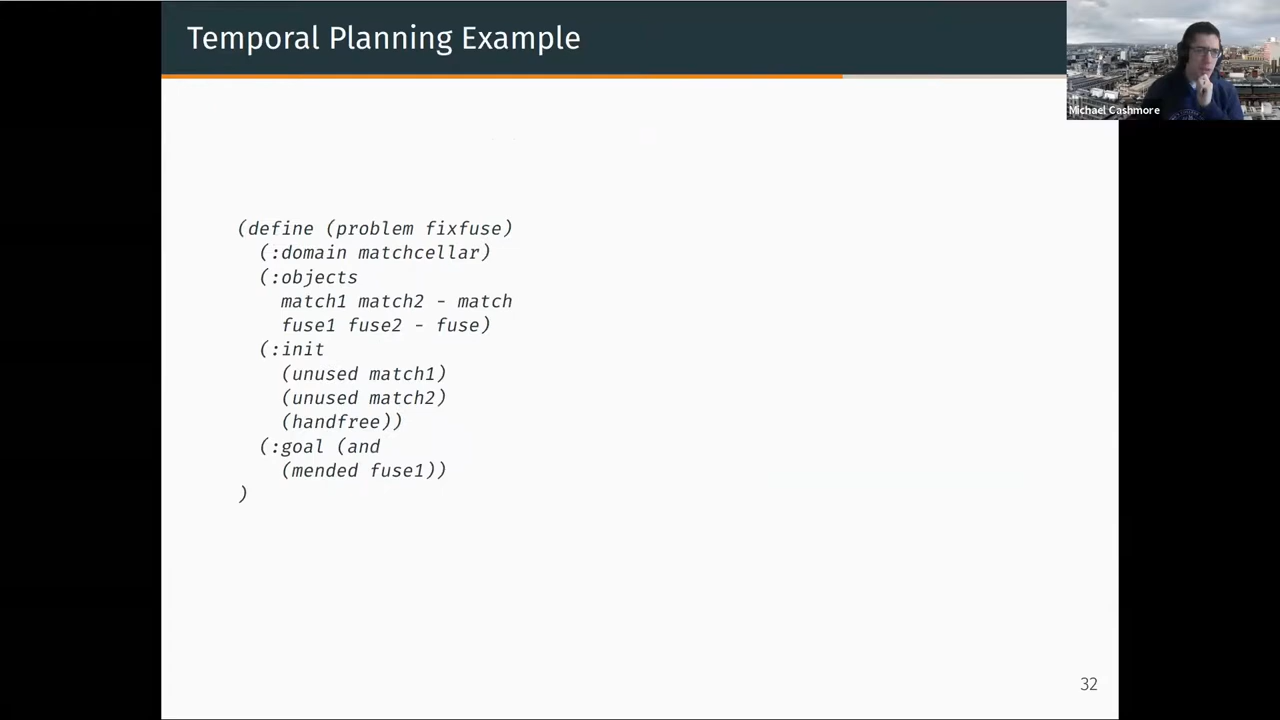 Temporal Planning Example
Michael Cashmore
(define (problem fixfuse)
(:domain matchcellar)
(:objects
match1 match2 - match
fuse1 fuse2 - fuse)
(:init
(unused match1)
(unused match2)
(handfree))
(:goal (and
(mended fuse1))
)
32